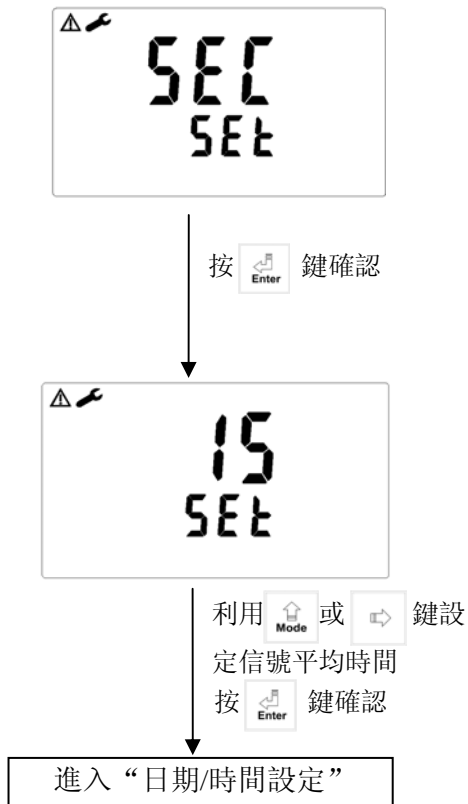 SEC
SEt
按 Enter 鍵確認
15
SEt
利用 Mode 或 鍵設
定信號平均時間
按 Enter 鍵確認
進入“日期/時間設定”